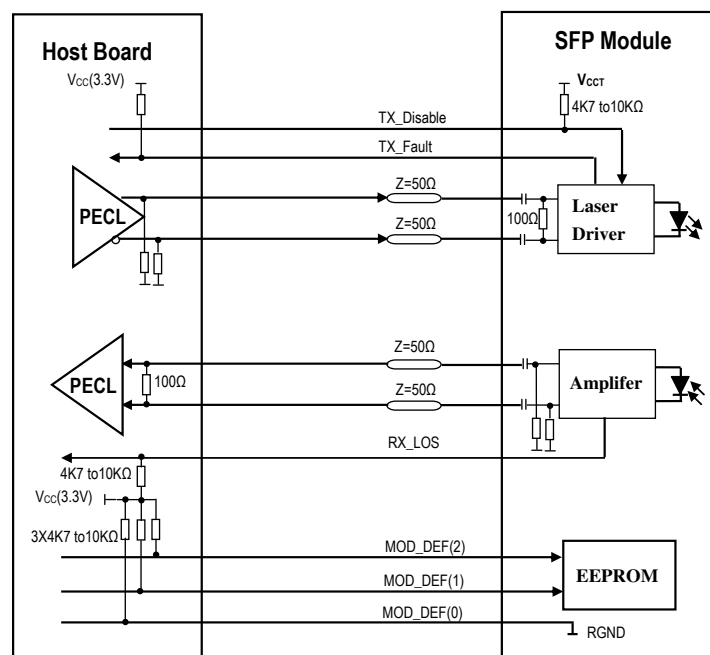 Host Board
SFP Module
VCC(3.3V)
VCCT
4K7 to10KΩ
TX_Disable
TX_Fault
Z=50Ω
PECL
100Ω
Laser
Driver
Z=50Ω
Z=50Ω
PECL
100Ω
Z=50Ω
Amplifer
RX_LOS
4K7 to10KΩ
VCC(3.3V)
3X4K7 to10KΩ
MOD_DEF(2)
EEPROM
MOD_DEF(1)
MOD_DEF(0)
RGND